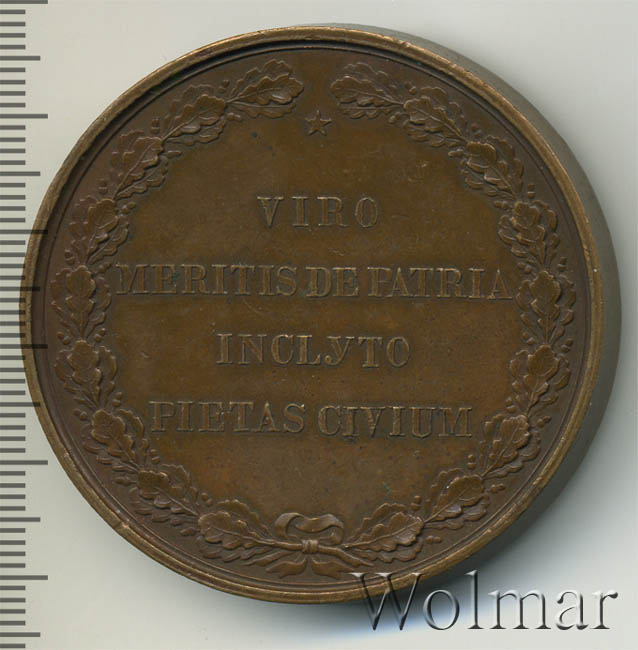 VIRO
MERITIS DE PATRIA
INCLYTO
PIETAS CIVIUM
Wolmar